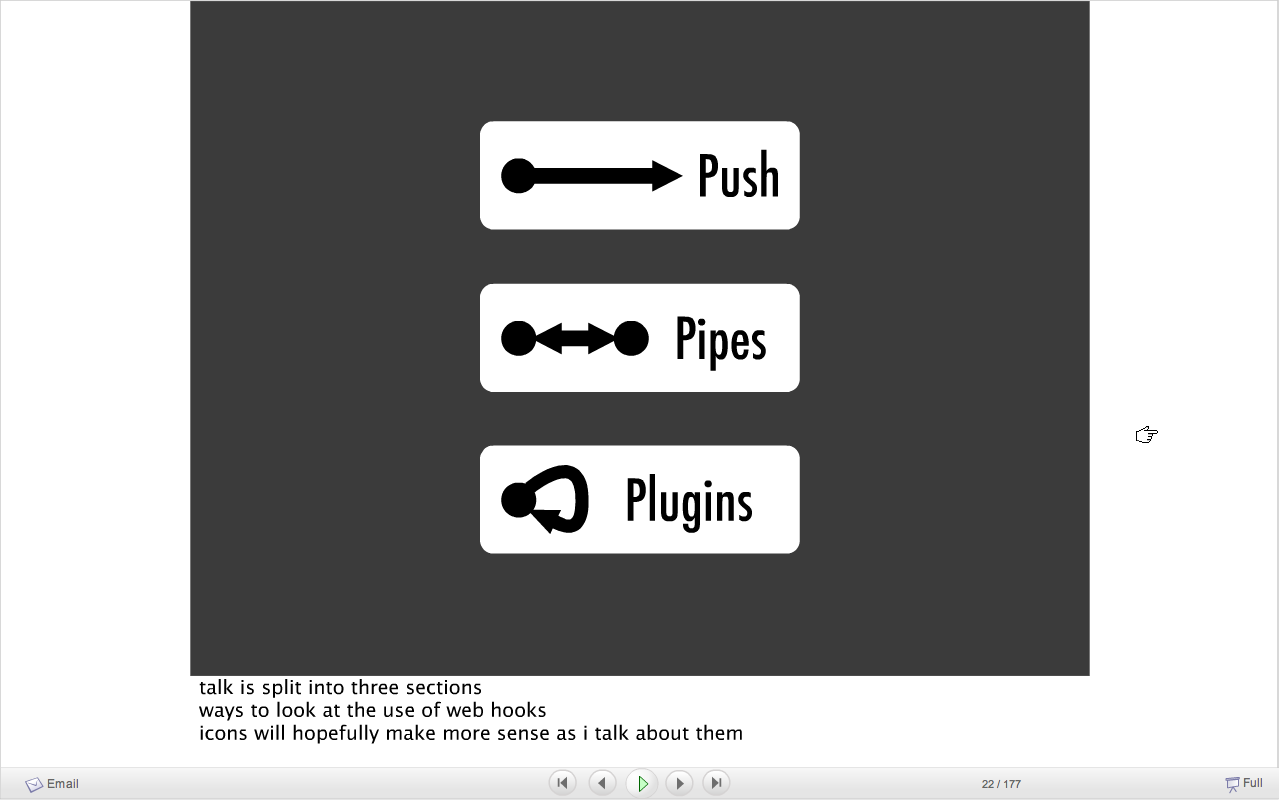 Push
Pipes
Plugins
talk is split into three sections
ways to look at the use of web hooks
icons will hopefully make more sense as i talk about them
Email
22 / 177
Full